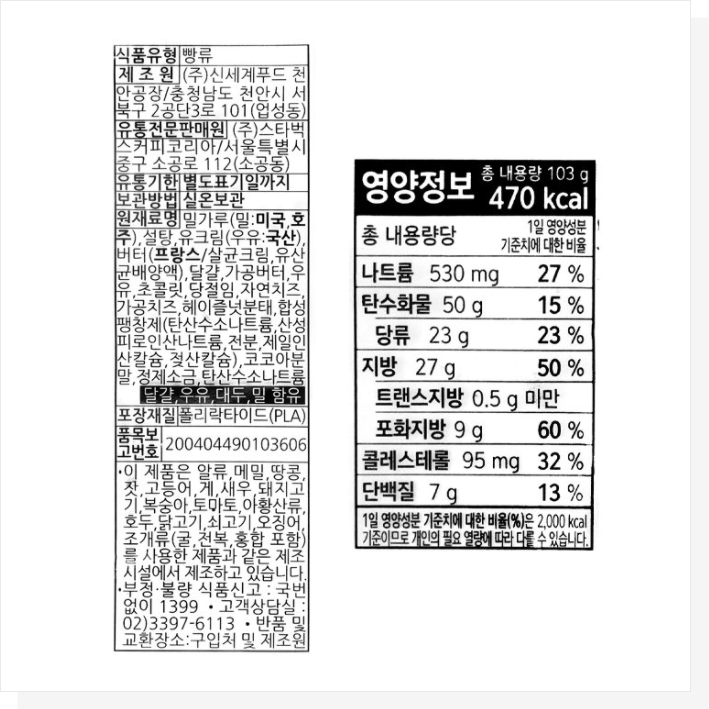 식품유형 빵류
제 조 원 (주)신세계푸드 천
안공장/충청남도 천안시 서
북구 2공단3로 101(업성동)
유통전문판매원 (주)스타벅
스커피코리아/서울특별시
중구 소공로 112(소공동)
유통기한 별도표기일까지
보관방법 실온보관
원재료명 밀가루(밀:미국,호
주),설탕,유크림(우유:국산),
버터(프랑스/살균크림,유산
균배양액),달걀,가공버터,우
유,초콜릿,당절임,자연치즈,
가공치즈,헤이즐넛분태,합성
팽창제(탄산수소나트륨,산성
피로인산나트륨,전분,제일인
산칼슘,젖산칼슘),코코아분
말,정제소금,탄산수소나트륨
달걀,우유,대두,밀 함유
포장재질 폴리락타이드(PLA)
품목보
고번호 200404490103606
•이 제품은 알류,메밀,땅콩,
잣,고등어,게,새우,돼지고
기,복숭아,토마토,아황산류,
호두,닭고기,쇠고기,오징어,
조개류(굴,전복,홍합 포함)
를 사용한 제품과 같은 제조
시설에서 제조하고 있습니다.
•부정·불량 식품신고 : 국번
없이 1399 • 고객상담실 :
02)3397-6113 • 반품 및
교환장소:구입처 및 제조원
영양정보 총 내용량 103 g
470 kcal
총 내용량당 1일 영양성분
기준치에 대한 비율
나트륨 530 mg 27 %
탄수화물 50 g 15 %
당류 23 g 23 %
지방 27 g 50 %
트랜스지방 0.5 g 미만
포화지방 9 g 60 %
콜레스테롤 95 mg 32 %
단백질 7 g 13 %
1일 영양성분 기준치에 대한 비율(%)은 2,000 kcal
기준이므로 개인의 필요 열량에 따라 다를 수 있습니다.